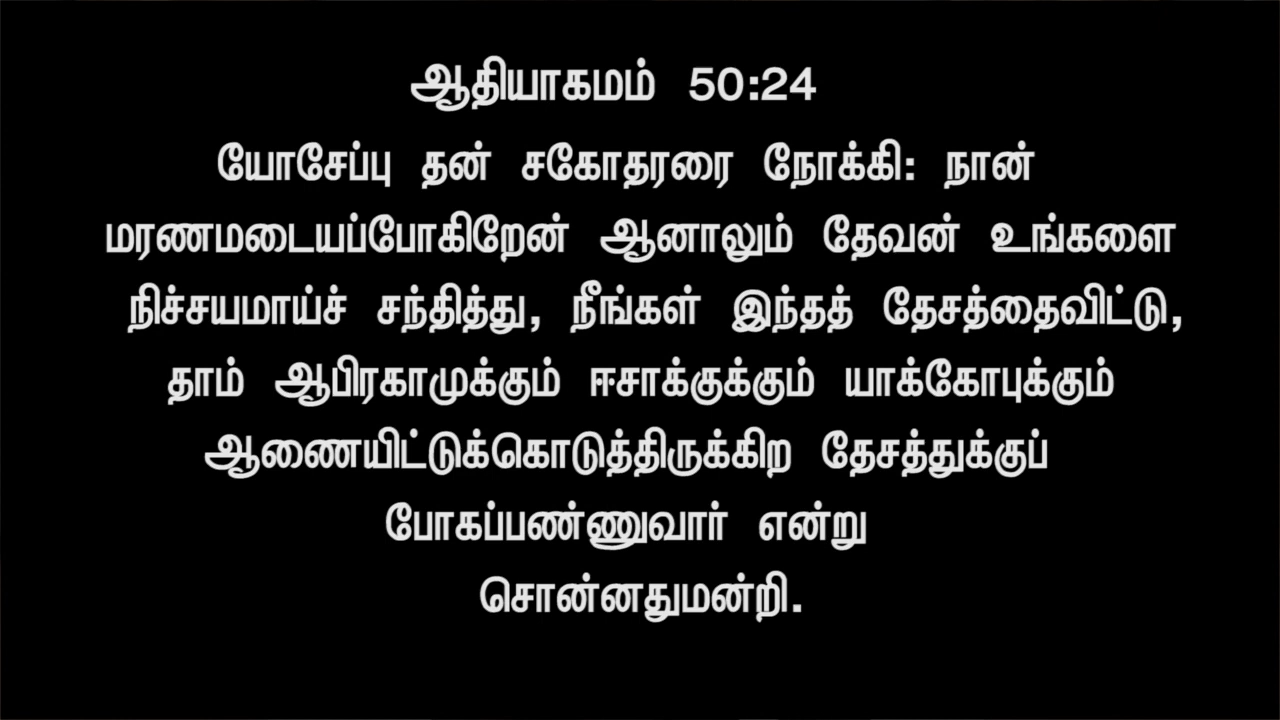 ஆதியாகமம் 50:24
யோசேப்பு தன் சகோதரரை நோக்கி: நான்
மரணமடையப்போகிறேன் ஆனாலும் தேவன் உங்களை
நிச்சயமாய்ச் சந்தித்து, நீங்கள் இந்தத் தேசத்தைவிட்டு,
தாம் ஆபிரகாமுக்கும் ஈசாக்குக்கும் யாக்கோபுக்கும்
ஆணையிட்டுக்கொடுத்திருக்கிற தேசத்துக்குப்
போகப்பண்ணுவார் என்று
சொன்னதுமன்றி.